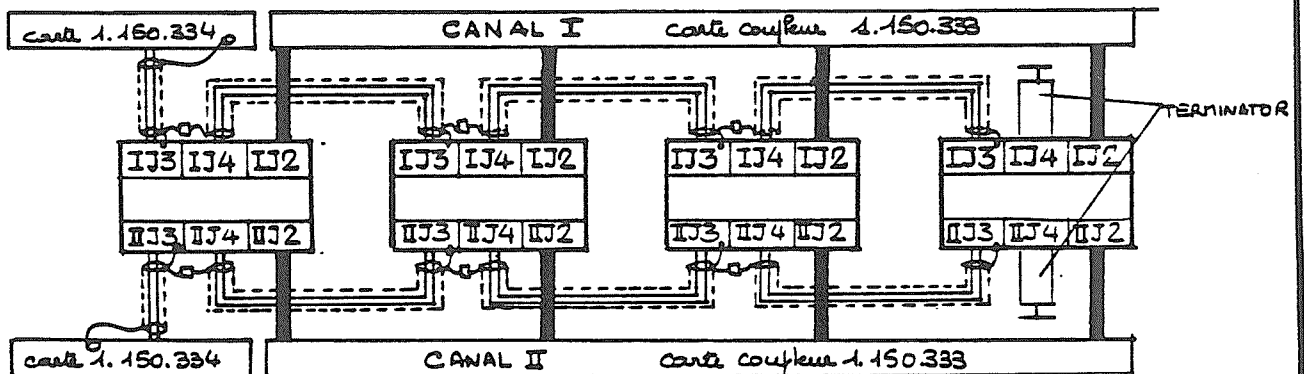 carte 1.150.334 CANAL I carte coupleur 1.150.333
TERMINATOR
IJ3 IJ4 IJ2 IJ3 IJ4 IJ2 IJ3 IJ4 IJ2 IJ3 IJ4 IJ2
IIJ3 IIJ4 IIJ2 IIJ3 IIJ4 IIJ2 IIJ3 IIJ4 IIJ2 IIJ3 IIJ4 IIJ2
carte 1.150.334 CANAL II carte coupleur 1.150.333